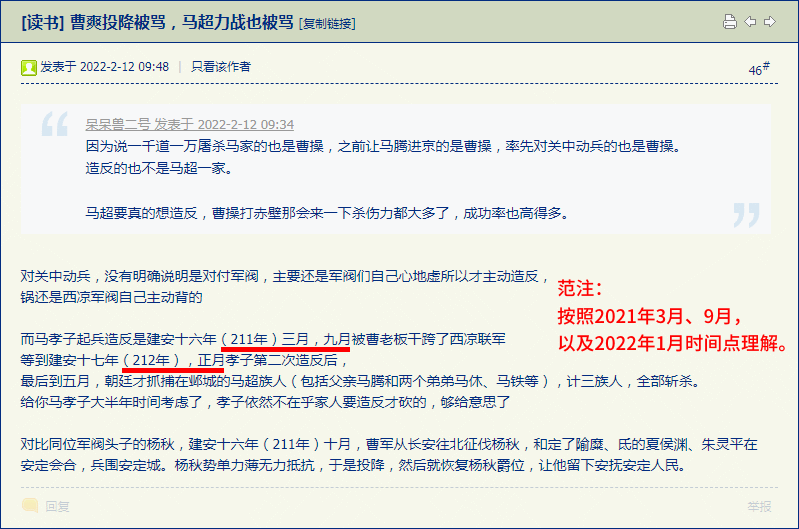 [读书] 曹爽投降被骂，马超力战也被骂 [复制链接]
发表于 2022-2-12 09:48 | 只看该作者
46#
呆呆兽二号 发表于 2022-2-12 09:34
因为说一千道一万屠杀马家的也是曹操，之前让马腾进京的是曹操，率先对关中动兵的也是曹操。
造反的也不是马超一家。
马超要真的想造反，曹操打赤壁那会来一下杀伤力都大多了，成功率也高得多。
对关中动兵，没有明确说明是对付军阀，主要还是军阀们自己心地虚所以才主动造反，
锅还是西凉军阀自己主动背的
范注：
按照2021年3月、9月，
以及2022年1月时间点理解。
而马孝子起兵造反是建安十六年（211年）三月，九月被曹老板干跨了西凉联军
等到建安十七年（212年），正月孝子第二次造反后，
最后到五月，朝廷才抓捕在邺城的马超族人（包括父亲马腾和两个弟弟马休、马铁等），计三族人，全部斩杀。
给你马孝子大半年时间考虑了，孝子依然不在乎家人要造反才砍的，够给意思了
对比同位军阀头子的杨秋，建安十六年（211年）十月，曹军从长安往北征伐杨秋，和定了隃糜、氐的夏侯渊、朱灵平在
安定会合，兵围安定城。杨秋势单力薄无力抵抗，于是投降，然后就恢复杨秋爵位，让他留下安抚安定人民。
回复
举报